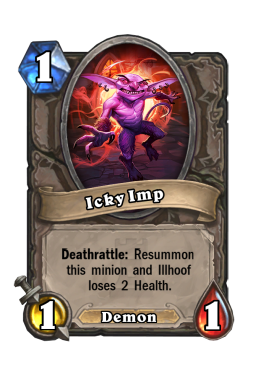 1
Icky Imp
Deathrattle: Resummon
this minion and Illhoof
loses 2 Health.
1
Demon
1